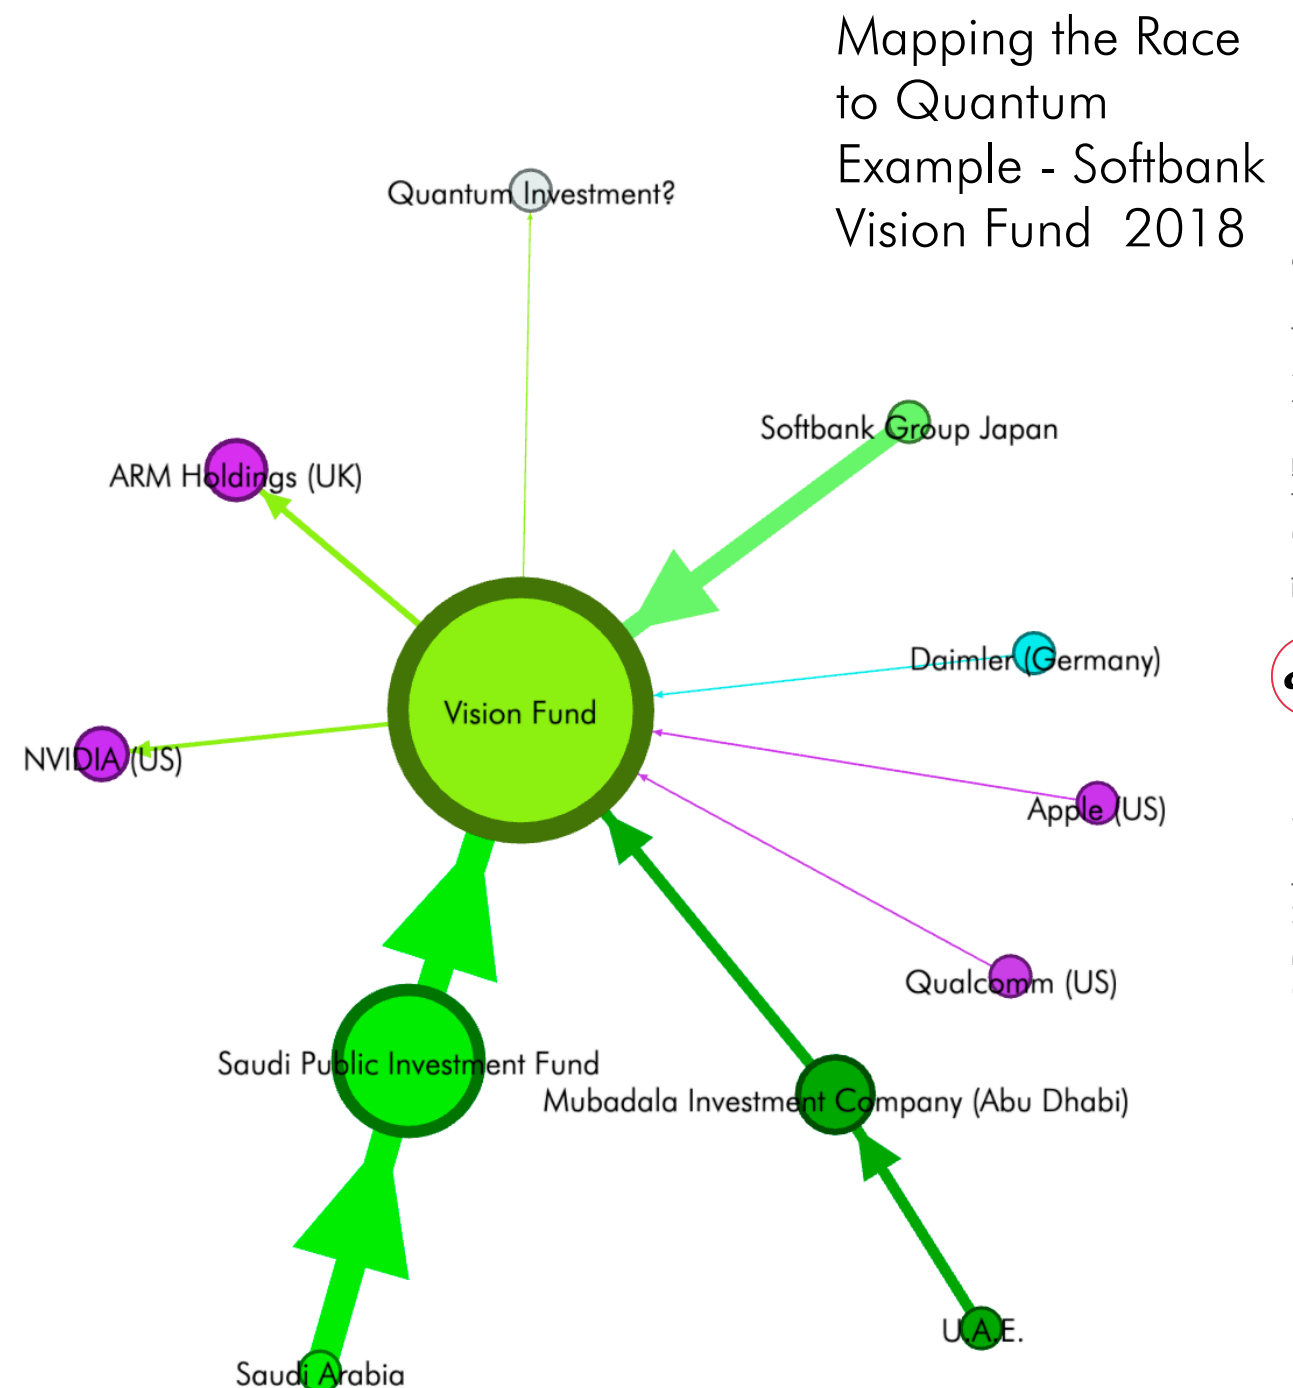 Mapping the Race
to Quantum
Example - Softbank
Vision Fund 2018
Quantum Investment?
Softbank Group Japan
ARM Holdings (UK)
Daimler (Germany)
Vision Fund
NVIDIA (US)
Apple (US)
Qualcomm (US)
Saudi Public Investment Fund
Mubadala Investment Company (Abu Dhabi)
U.A.E.
Saudi Arabia